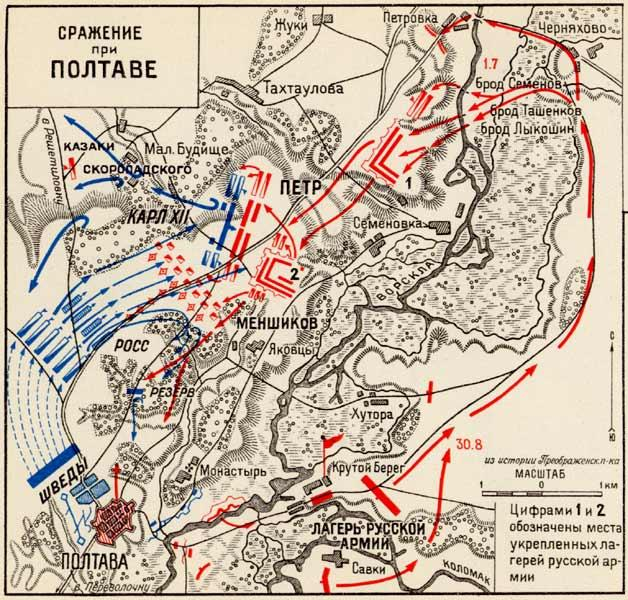 СРАЖЕНИЕ
при
ПОЛТАВЕ
Жуки
Петровка
Черняхово
1.7
Тахтаулова
брод Семенов
брод Ташенков
брод Лыкошин
в Решетиловку
КАЗАКИ
СКОРОПАДСКОГО
Мал. Будище
ПЕТР
1
КАРЛ XII
Семеновка
2
ВОРСКЛА
МЕНШИКОВ
РОСС
Яковцы
РЕЗЕРВ
С
Ю
Хутора
30.8
ШВЕДЫ
Монастырь
Крутой Берег
из истории Преображенск. п-ка
МАСШТАБ
1 0 1км
ЛАГЕРЬ РУССКОЙ
АРМИИ
ПОЛТАВА
Савки
КОЛОМАК
в Переволочну
Цифрами 1 и 2
обозначены места
укрепленных ла-
герей русской ар-
мии